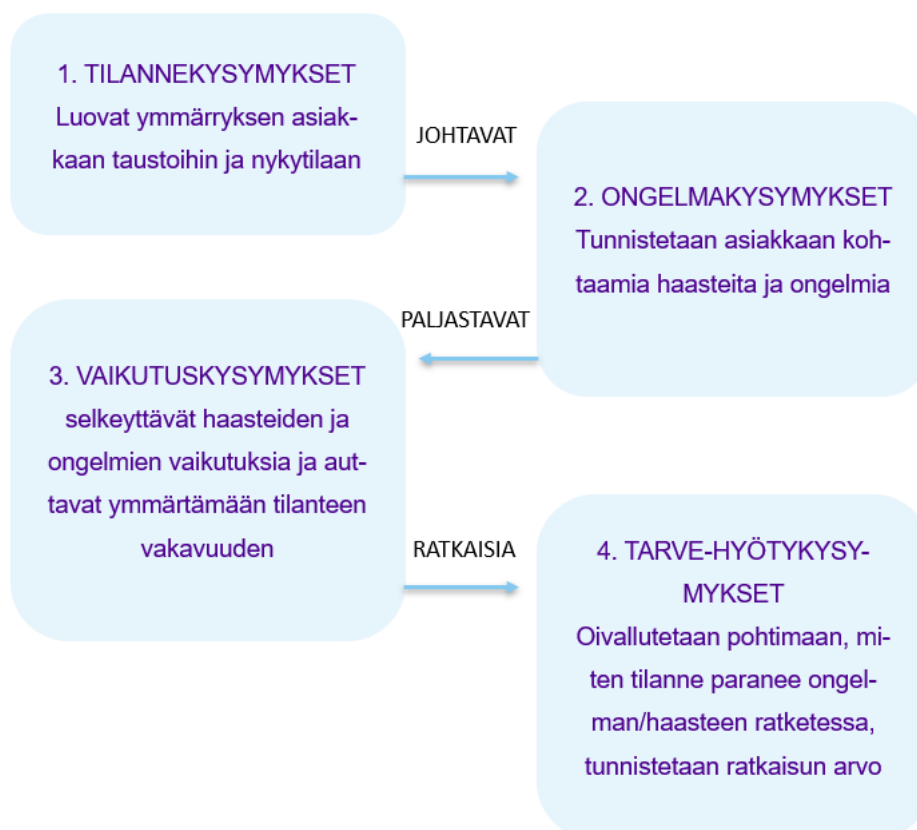 1. TILANNEKYSYMYKSET
Luovat ymmärryksen asiak-
kaan taustoihin ja nykytilaan
JOHTAVAT
2. ONGELMAKYSYMYKSET
Tunnistetaan asiakkaan koh-
taamia haasteita ja ongelmia
PALJASTAVAT
3. VAIKUTUSKYSYMYKSET
selkeyttävät haasteiden ja
ongelmien vaikutuksia ja aut-
tavat ymmärtämään tilanteen
vakavuuden
RATKAISIA
4. TARVE-HYÖTYKYSY-
MYKSET
Oivallutetaan pohtimaan, mi-
ten tilanne paranee ongel-
man/haasteen ratketessa,
tunnistetaan ratkaisun arvo